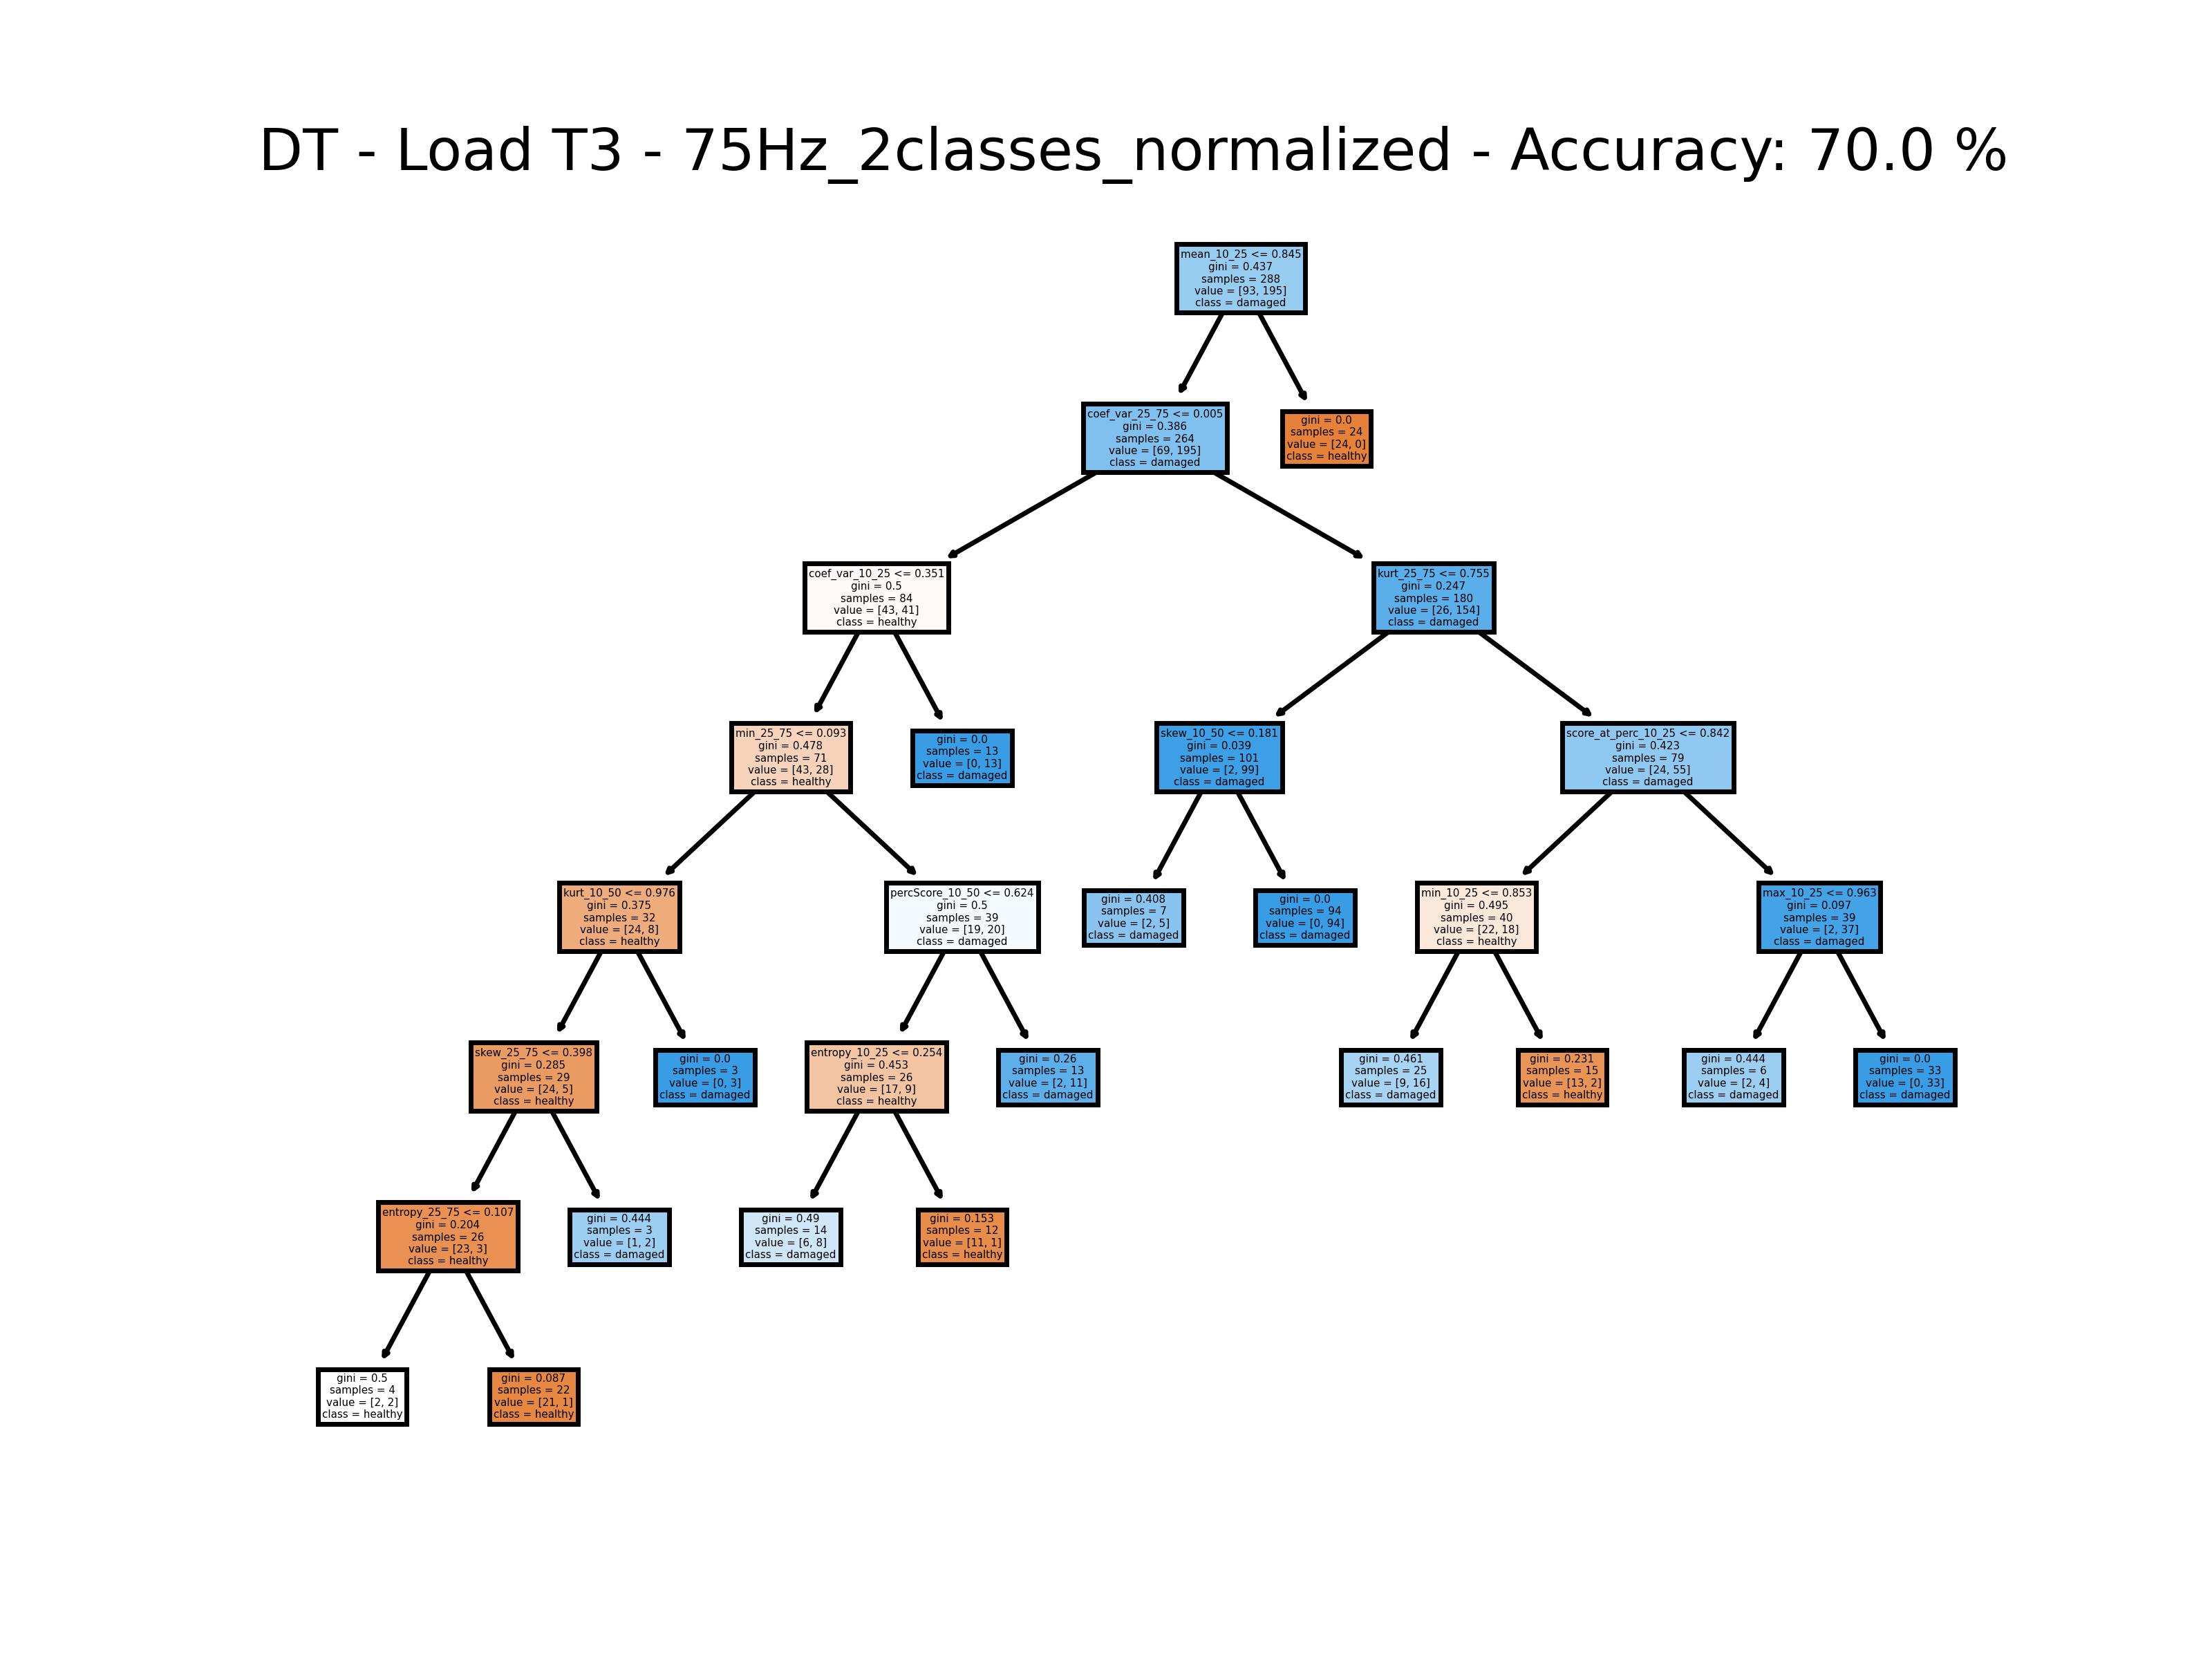 DT - Load T3 - 75Hz_2classes_normalized - Accuracy: 70.0 %
mean_10_25 <= 0.845
gini = 0.437
samples = 288
value = [93, 195]
class = damaged
coef_var_25_75 <= 0.005
gini = 0.386
samples = 264
value = [69, 195]
class = damaged
gini = 0.0
samples = 24
value = [24, 0]
class = healthy
coef_var_10_25 <= 0.351
gini = 0.5
samples = 84
value = [43, 41]
class = healthy
kurt_25_75 <= 0.755
gini = 0.247
samples = 180
value = [26, 154]
class = damaged
min_25_75 <= 0.093
gini = 0.478
samples = 71
value = [43, 28]
class = healthy
gini = 0.0
samples = 13
value = [0, 13]
class = damaged
skew_10_50 <= 0.181
gini = 0.039
samples = 101
value = [2, 99]
class = damaged
score_at_perc_10_25 <= 0.842
gini = 0.423
samples = 79
value = [24, 55]
class = damaged
kurt_10_50 <= 0.976
gini = 0.375
samples = 32
value = [24, 8]
class = healthy
percScore_10_50 <= 0.624
gini = 0.5
samples = 39
value = [19, 20]
class = damaged
gini = 0.408
samples = 7
value = [2, 5]
class = damaged
gini = 0.0
samples = 94
value = [0, 94]
class = damaged
min_10_25 <= 0.853
gini = 0.495
samples = 40
value = [22, 18]
class = healthy
max_10_25 <= 0.963
gini = 0.097
samples = 39
value = [2, 37]
class = damaged
skew_25_75 <= 0.398
gini = 0.285
samples = 29
value = [24, 5]
class = healthy
gini = 0.0
samples = 3
value = [0, 3]
class = damaged
entropy_10_25 <= 0.254
gini = 0.453
samples = 26
value = [17, 9]
class = healthy
gini = 0.26
samples = 13
value = [2, 11]
class = damaged
gini = 0.461
samples = 25
value = [9, 16]
class = damaged
gini = 0.231
samples = 15
value = [13, 2]
class = healthy
gini = 0.444
samples = 6
value = [2, 4]
class = damaged
gini = 0.0
samples = 33
value = [0, 33]
class = damaged
entropy_25_75 <= 0.107
gini = 0.204
samples = 26
value = [23, 3]
class = healthy
gini = 0.444
samples = 3
value = [1, 2]
class = damaged
gini = 0.49
samples = 14
value = [6, 8]
class = damaged
gini = 0.153
samples = 12
value = [11, 1]
class = healthy
gini = 0.5
samples = 4
value = [2, 2]
class = healthy
gini = 0.087
samples = 22
value = [21, 1]
class = healthy